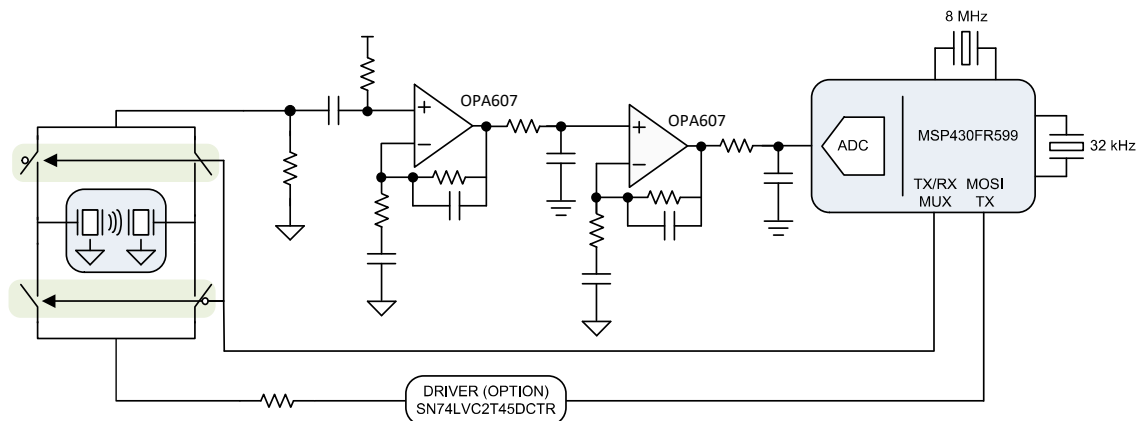 8 MHz
OPA607
OPA607
+
−
+
−
ADC
MSP430FR599
32 kHz
TX/RX MOSI
MUX TX
DRIVER (OPTION)
SN74LVC2T45DCTR